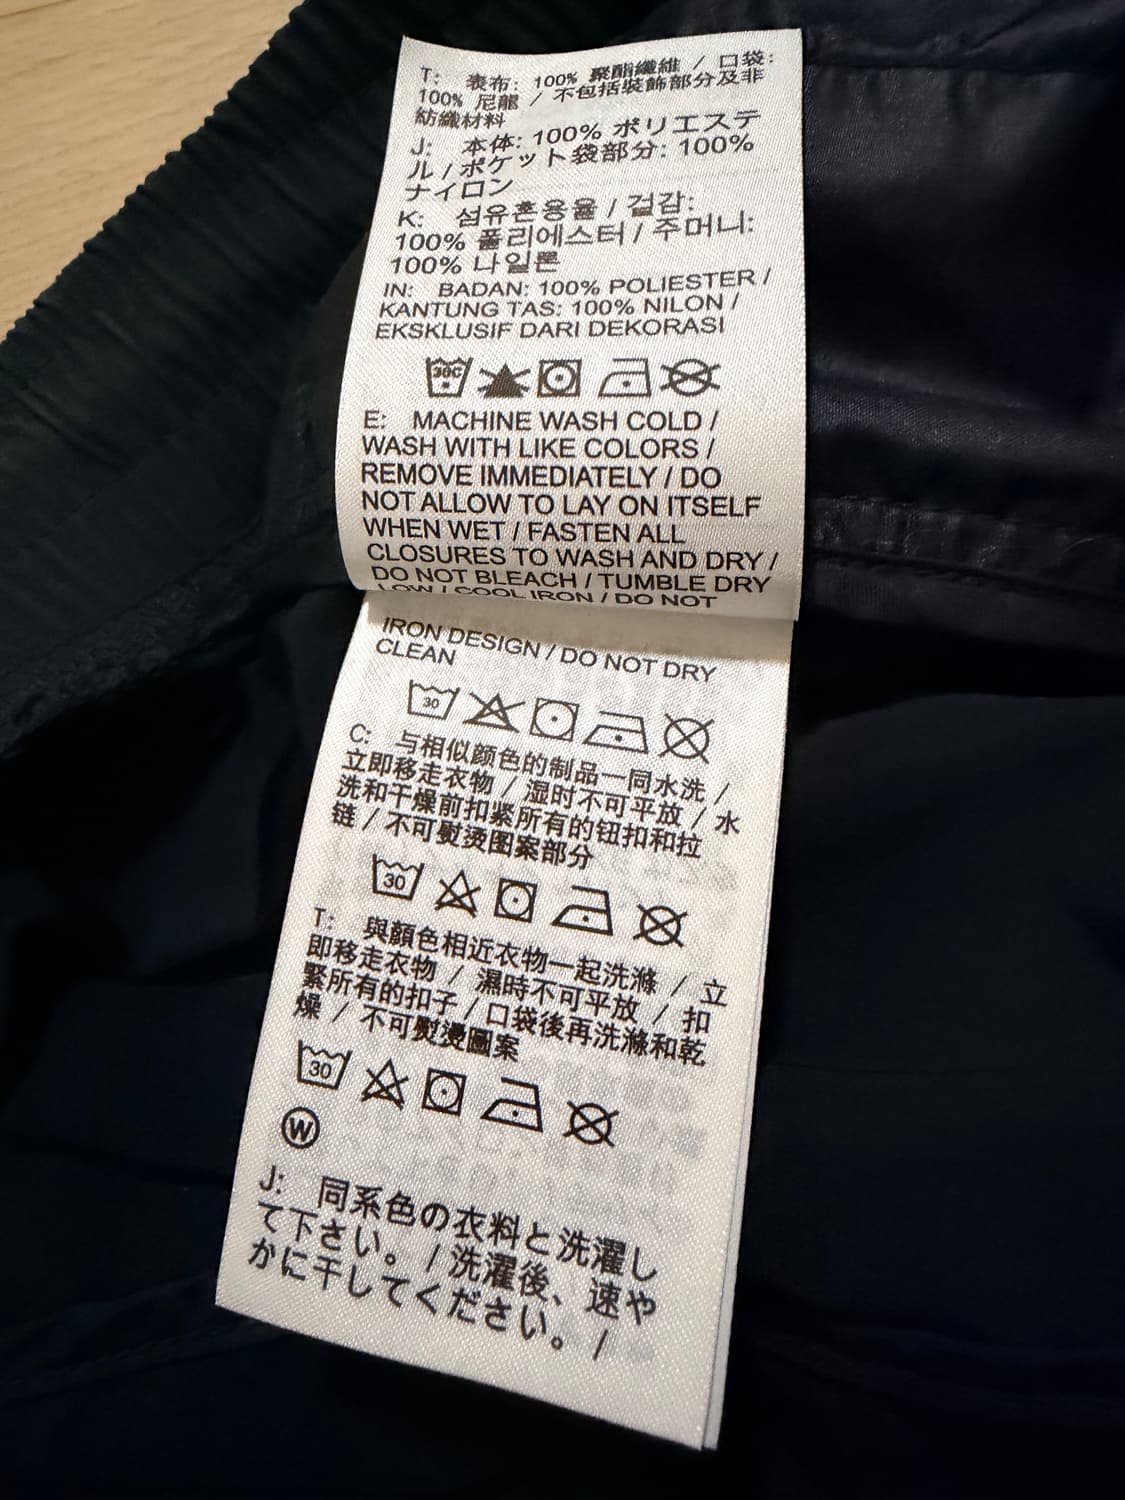 T: 表布: 100% 聚酯纖維 / 口袋:
100% 尼龍 / 不包括裝飾部分及非
紡織材料
J: 本体: 100% ポリエステ
ル / ポケット袋部分: 100%
ナイロン
K: 섬유혼용율 / 겉감:
100% 폴리에스터 / 주머니:
100% 나일론
IN: BADAN: 100% POLIESTER /
KANTUNG TAS: 100% NILON /
EKSKLUSIF DARI DEKORASI
30C
E: MACHINE WASH COLD /
WASH WITH LIKE COLORS /
REMOVE IMMEDIATELY / DO
NOT ALLOW TO LAY ON ITSELF
WHEN WET / FASTEN ALL
CLOSURES TO WASH AND DRY /
DO NOT BLEACH / TUMBLE DRY
LOW / COOL IRON / DO NOT
IRON DESIGN / DO NOT DRY
CLEAN
30
C: 与相似颜色的制品一同水洗 /
立即移走衣物 / 湿时不可平放 / 水
洗和干燥前扣紧所有的钮扣和拉
链 / 不可熨烫图案部分
30
T: 與顏色相近衣物一起洗滌 / 立
即移走衣物 / 濕時不可平放 / 扣
緊所有的扣子 / 口袋後再洗滌和乾
燥 / 不可熨燙圖案
30
W
J: 同系色の衣料と洗濯し
て下さい。 / 洗濯後、速や
かに干してください。 /